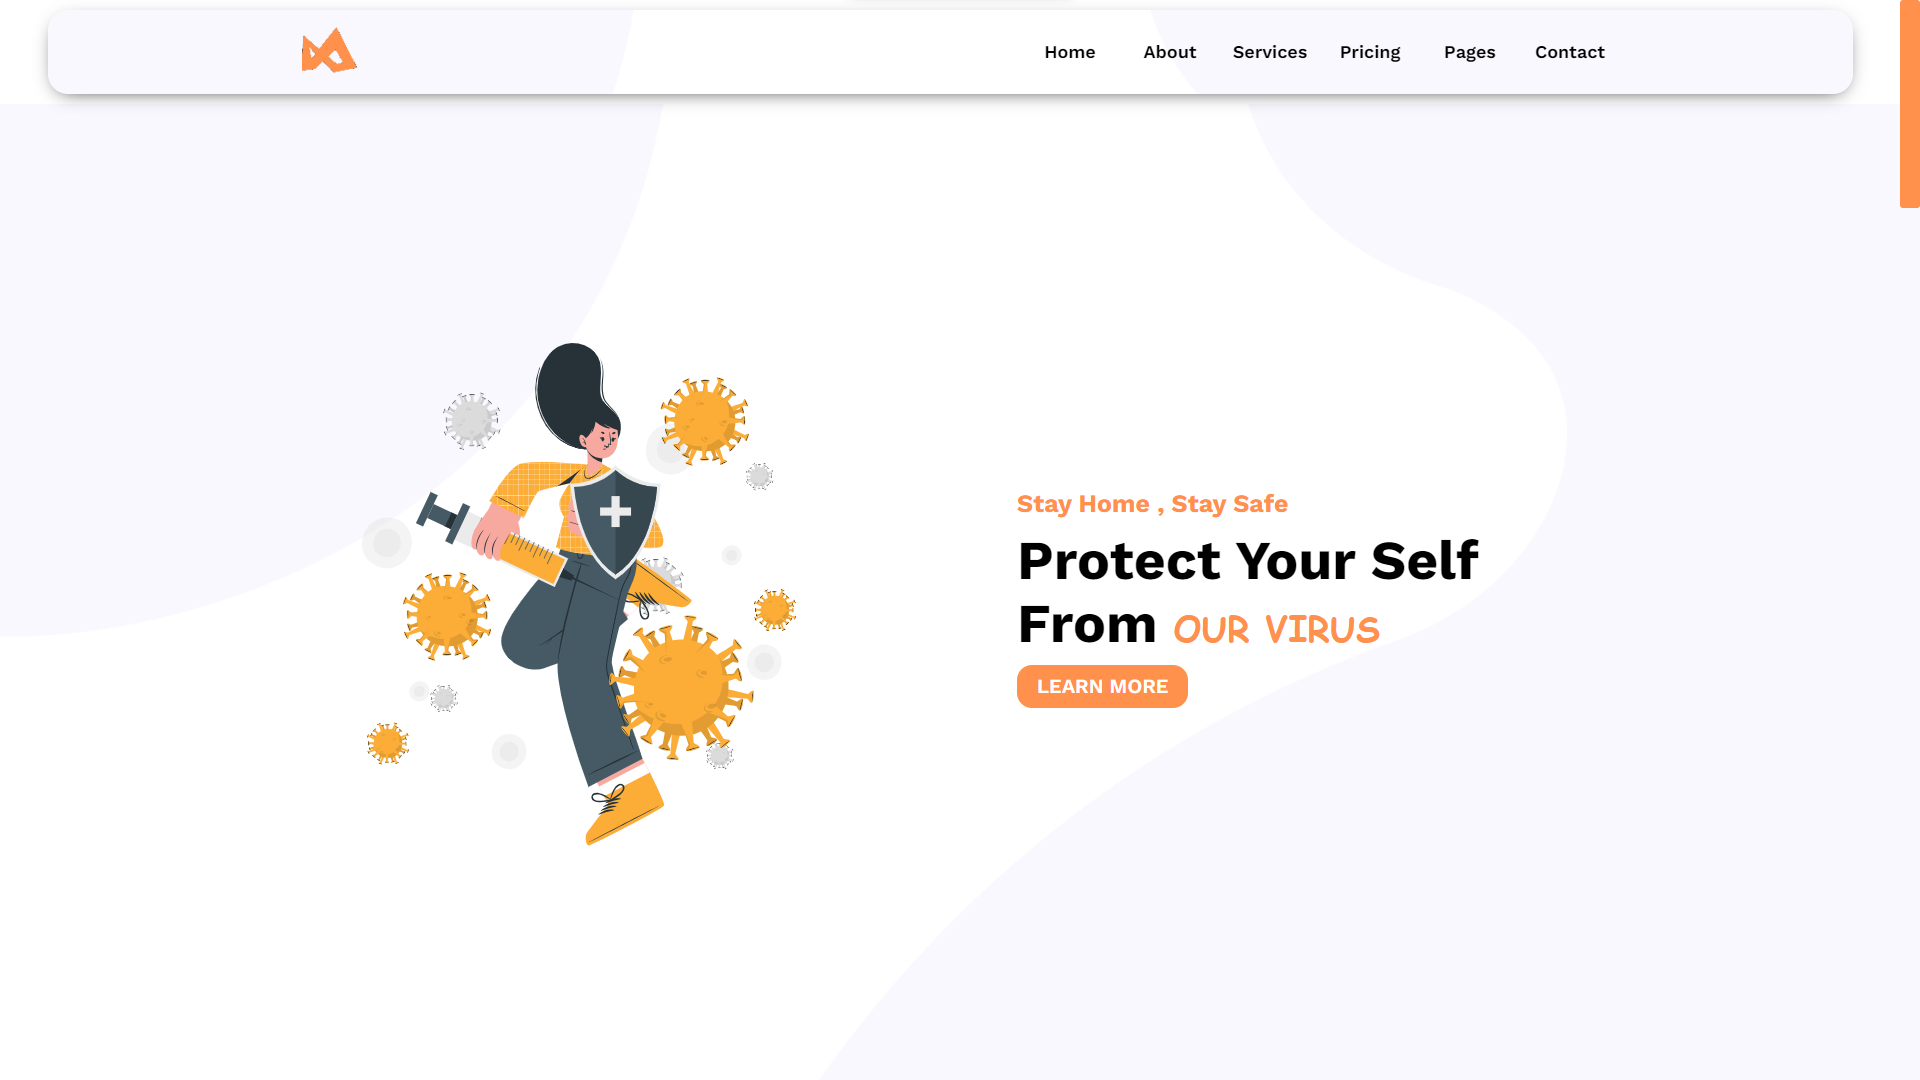 Home About Services Pricing Pages Contact
Stay Home , Stay Safe
Protect Your Self
From OUR VIRUS
LEARN MORE